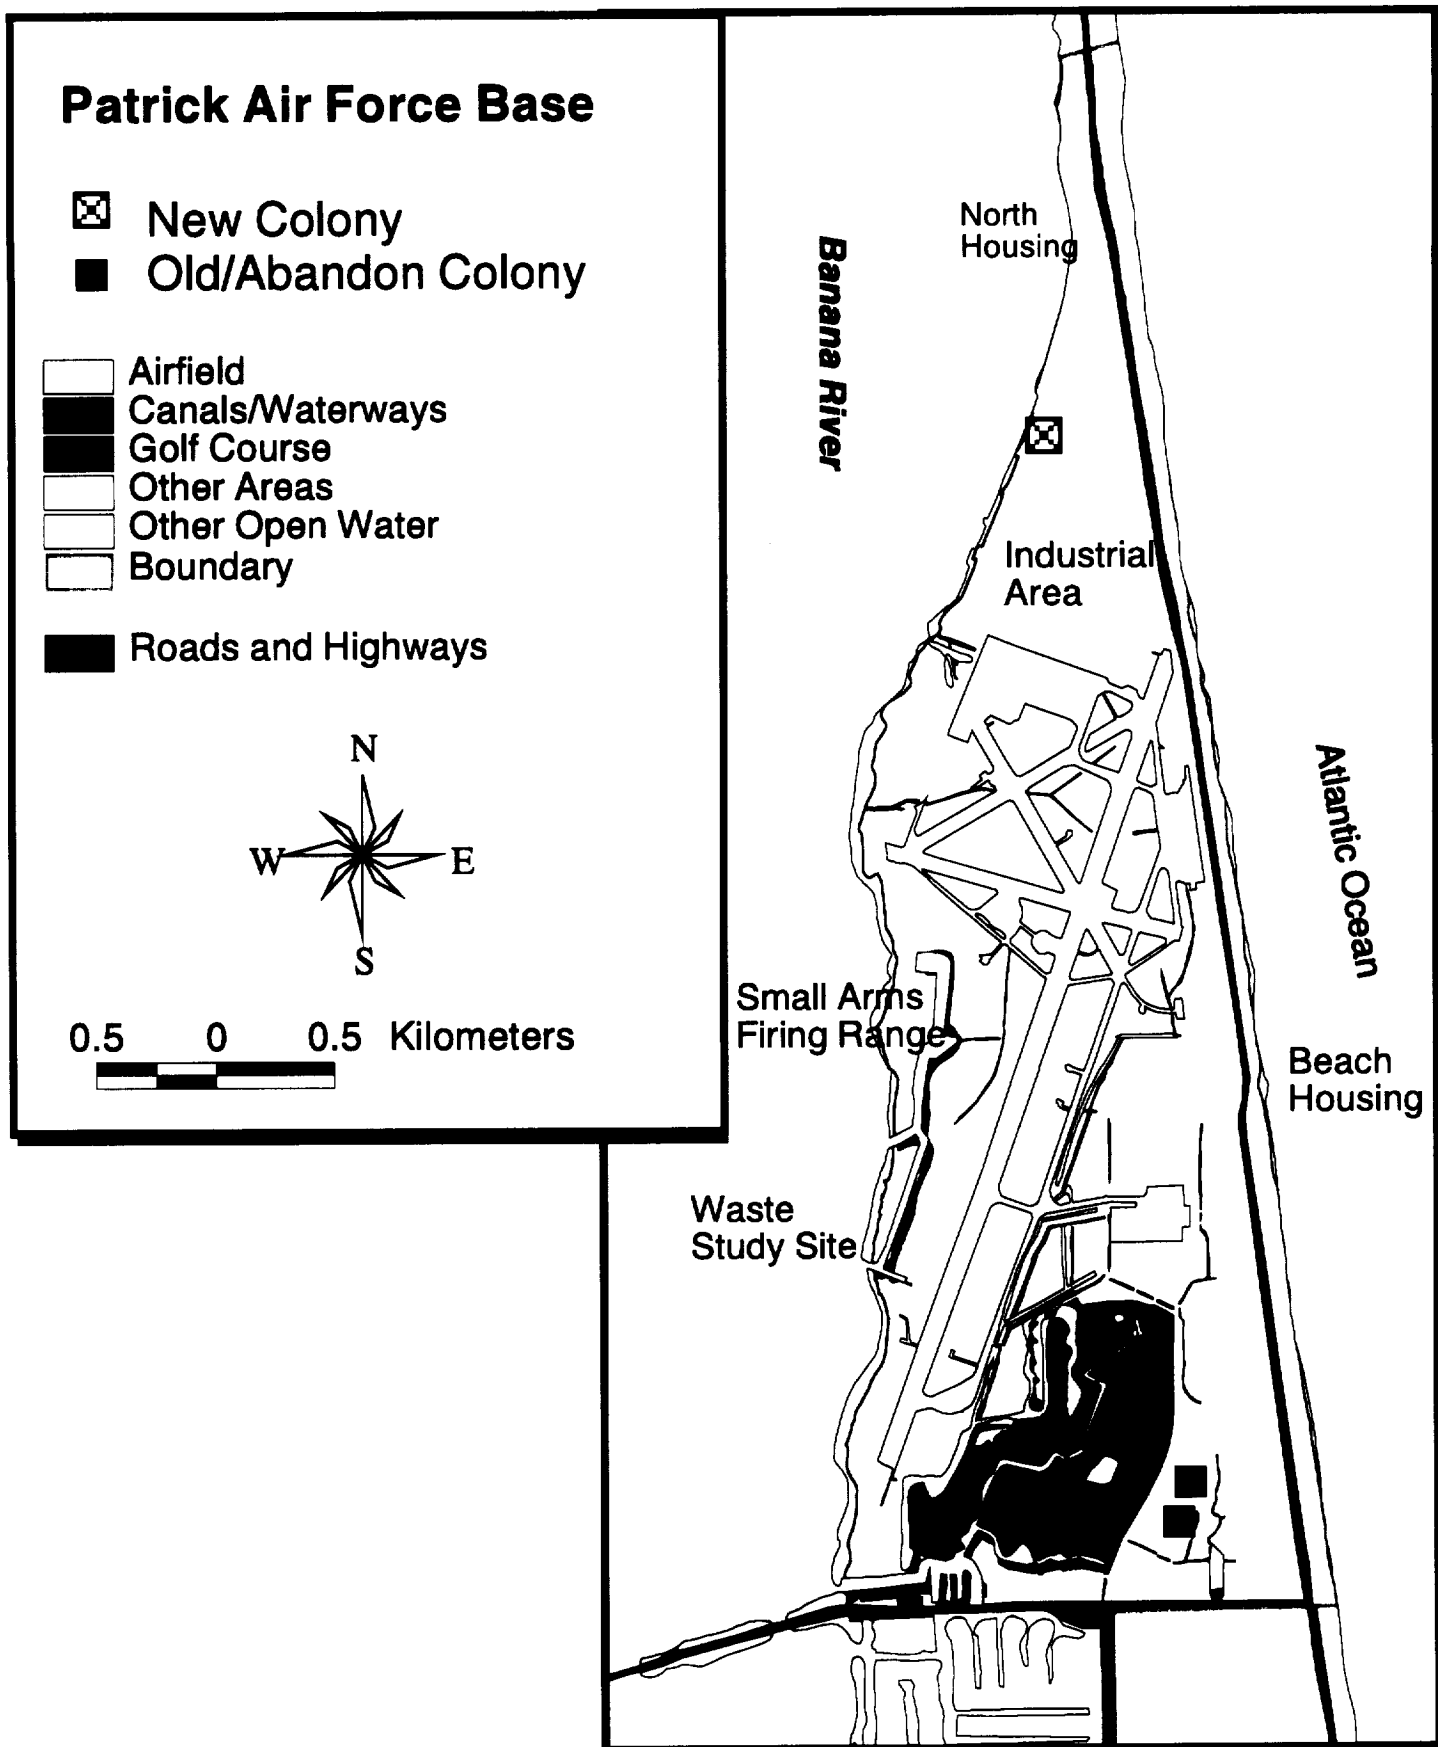 Patrick Air Force Base
New Colony
Old/Abandon Colony
Airfield
Canals/Waterways
Golf Course
Other Areas
Other Open Water
Boundary
Roads and Highways
N
W
E
S
0.5 0 0.5 Kilometers
North
Housing
Banana River
Industrial
Area
Atlantic Ocean
Small Arms
Firing Range
Beach
Housing
Waste
Study Site